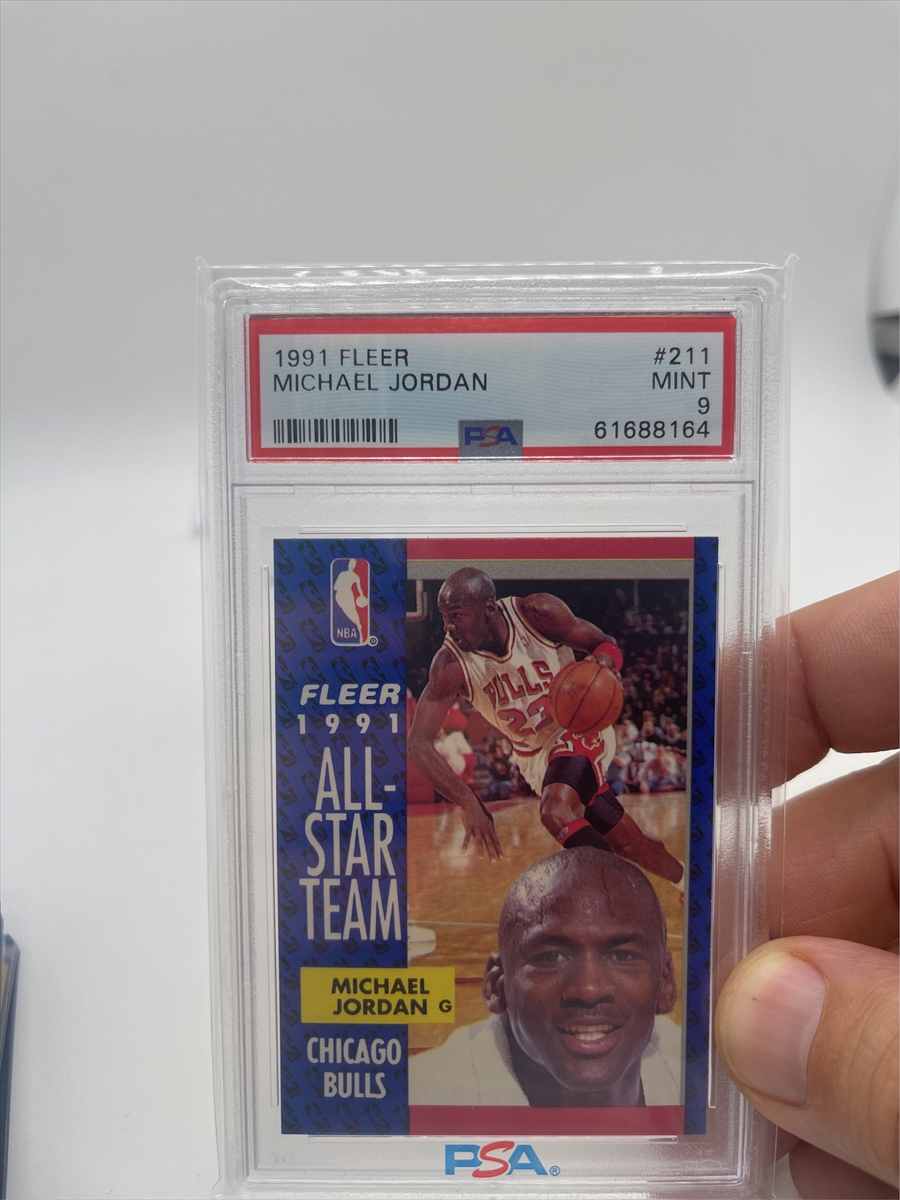 1991 FLEER #211
MICHAEL JORDAN MINT
9
PSA 61688164
NBA
FLEER
1991
ALL-
STAR
TEAM
BULLS
23
MICHAEL
JORDAN G
CHICAGO
BULLS
PSA®